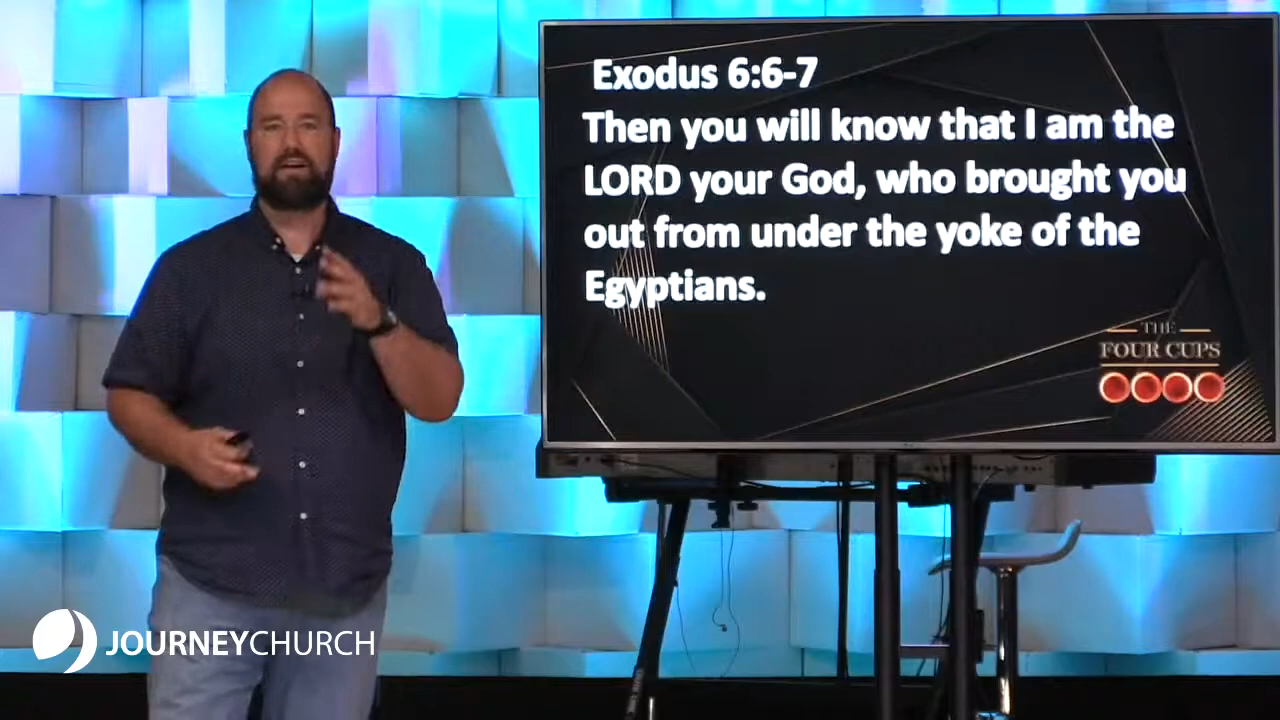 Exodus 6:6-7
Then you will know that I am the
LORD your God, who brought you
out from under the yoke of the
Egyptians.
THE
FOUR CUPS
JOURNEYCHURCH